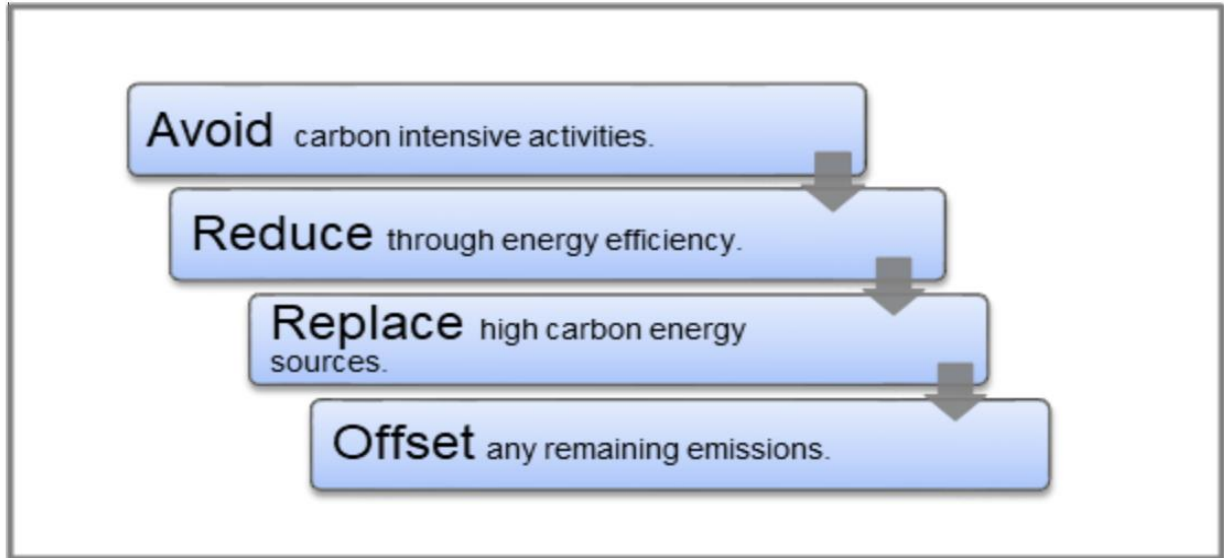 Avoid carbon intensive activities.
Reduce through energy efficiency.
Replace high carbon energy
sources.
Offset any remaining emissions.